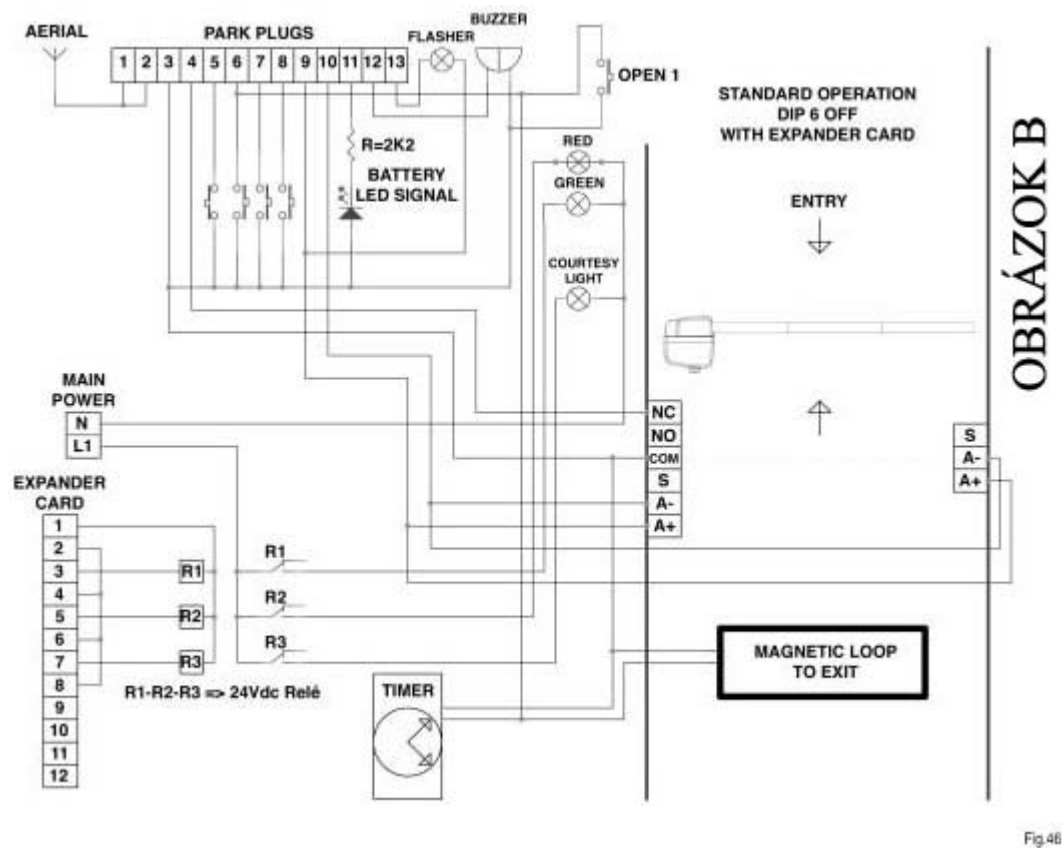 AERIAL
PARK PLUGS
FLASHER
BUZZER
1 2 3 4 5 6 7 8 9 10 11 12 13
OPEN 1
R=2K2
BATTERY
LED SIGNAL
RED
GREEN
COURTESY
LIGHT
STANDARD OPERATION
DIP 6 OFF
WITH EXPANDER CARD
ENTRY
OBRÁZOK B
MAIN
POWER
N
L1
NC
NO
COM
S
A-
A+
S
A-
A+
EXPANDER
CARD
1
2
3
4
5
6
7
8
9
10
11
12
R1
R2
R3
R1
R2
R3
R1-R2-R3 => 24Vdc Relé
TIMER
MAGNETIC LOOP
TO EXIT
Fig.46